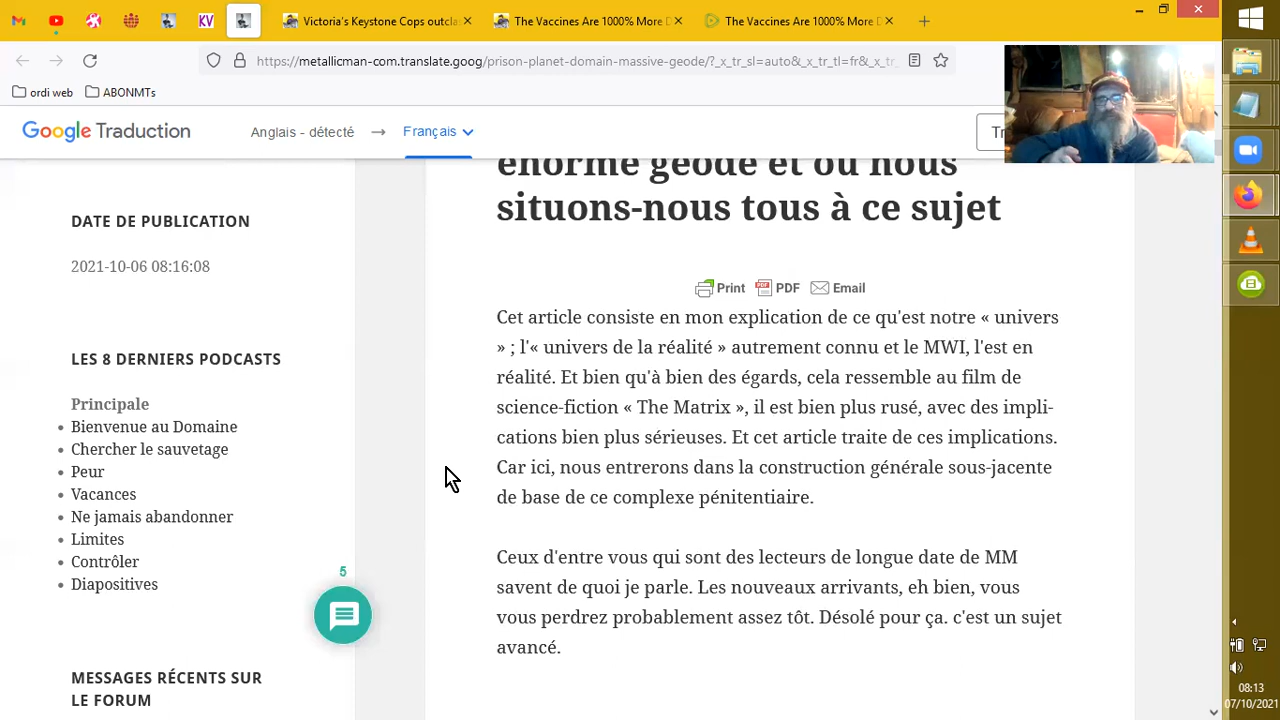 Victoria's Keystone Cops outcla
The Vaccines Are 1000% More D
The Vaccines Are 1000% More D
https://metallicman-com.translate.goog/prison-planet-domain-massive-geode/?_x_tr_sl=auto&_x_tr_tl=fr&_x_tr_
ordi web
ABONMTs
Google Traduction
Anglais - détecté
Français
Tr
DATE DE PUBLICATION
2021-10-06 08:16:08
LES 8 DERNIERS PODCASTS
Principale
Bienvenue au Domaine
Chercher le sauvetage
Peur
Vacances
Ne jamais abandonner
Limites
Contrôler
Diapositives
5
MESSAGES RÉCENTS SUR
LE FORUM
énorme géode et où nous
situons-nous tous à ce sujet
Print PDF Email
Cet article consiste en mon explication de ce qu'est notre « univers
» ; l'« univers de la réalité » autrement connu et le MWI, l'est en
réalité. Et bien qu'à bien des égards, cela ressemble au film de
science-fiction « The Matrix », il est bien plus rusé, avec des impli-
cations bien plus sérieuses. Et cet article traite de ces implications.
Car ici, nous entrerons dans la construction générale sous-jacente
de base de ce complexe pénitentiaire.
Ceux d'entre vous qui sont des lecteurs de longue date de MM
savent de quoi je parle. Les nouveaux arrivants, eh bien, vous
vous perdrez probablement assez tôt. Désolé pour ça. c'est un sujet
avancé.
08:13
07/10/2021